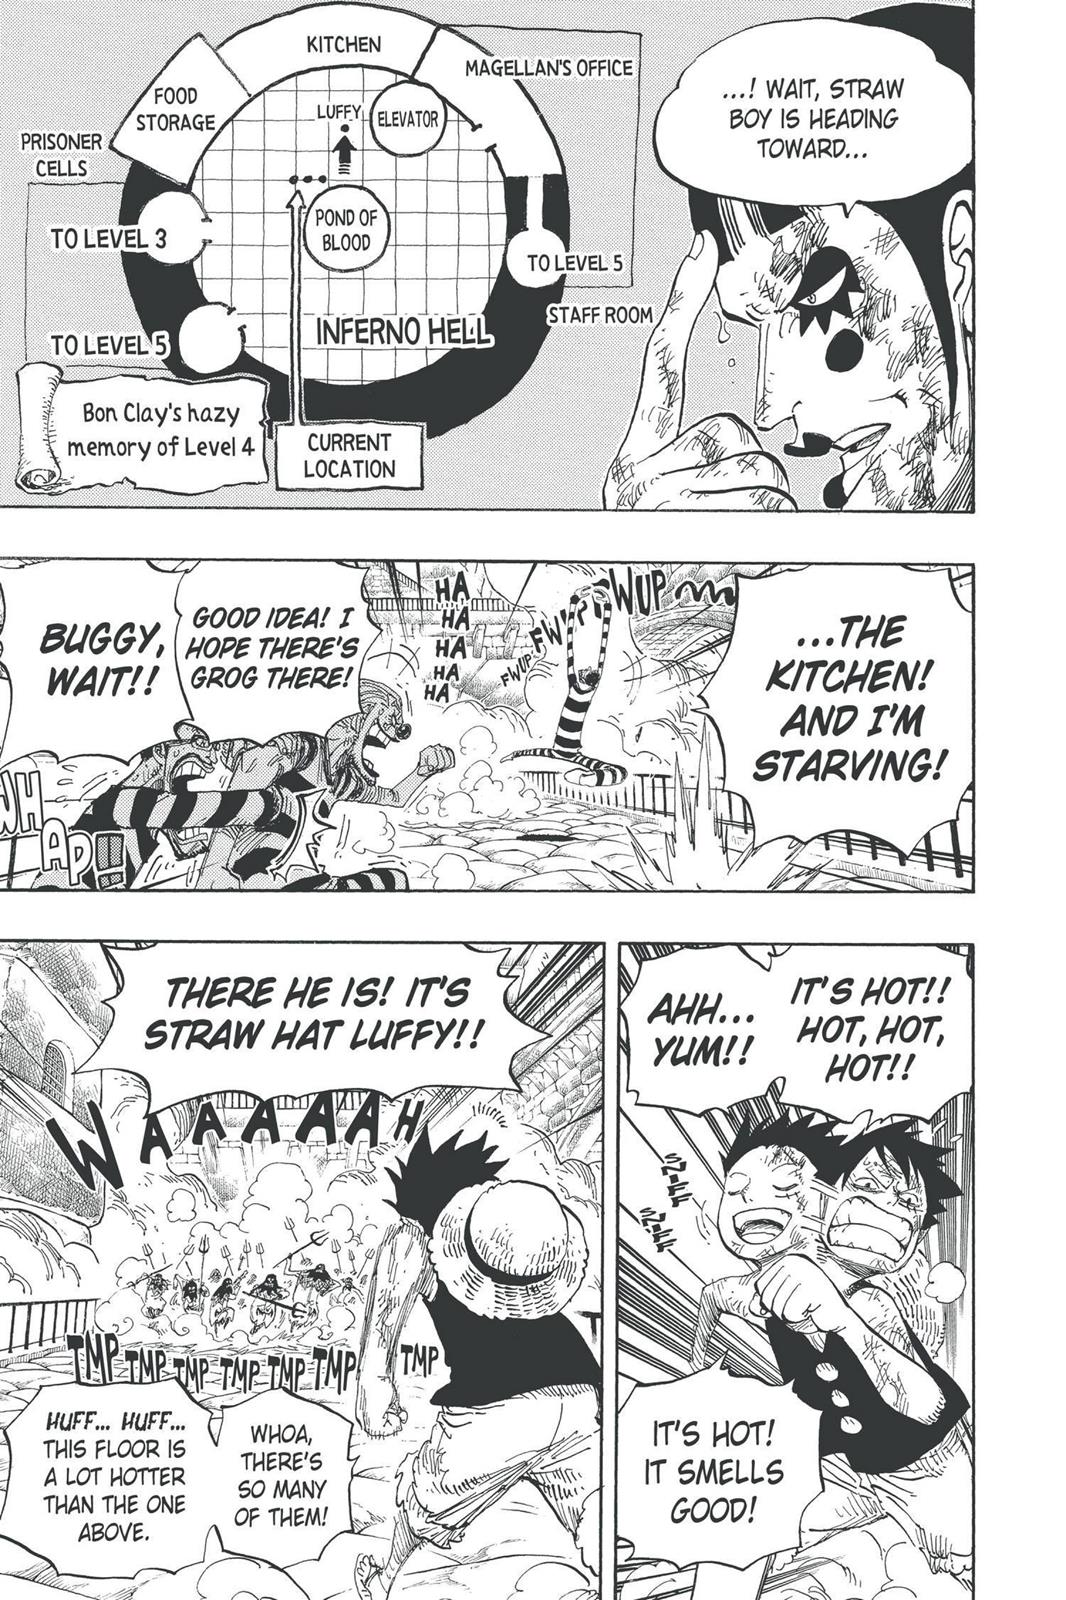 ...! WAIT, STRAW
BOY IS HEADING
TOWARD...
KITCHEN
MAGELLAN'S OFFICE
FOOD
STORAGE
LUFFY
ELEVATOR
PRISONER
CELLS
POND OF
BLOOD
TO LEVEL 3
TO LEVEL 5
STAFF ROOM
INFERNO HELL
TO LEVEL 5
Bon Clay's hazy
memory of Level 4
CURRENT
LOCATION
...THE
KITCHEN!
AND I'M
STARVING!
FWUP
FWUP
FWUP
HA
HA
HA
HA
HA
GOOD IDEA! I
HOPE THERE'S
GROG THERE!
BUGGY,
WAIT!!
WHAP!!
IT'S HOT!!
HOT, HOT,
HOT!!
AHH...
YUM!!
SNIFF
SNIFF
IT'S HOT!
IT SMELLS
GOOD!
THERE HE IS! IT'S
STRAW HAT LUFFY!!
WAAAAAH
TMP TMP TMP TMP TMP TMP TMP
WHOA,
THERE'S
SO MANY
OF THEM!
HUFF... HUFF...
THIS FLOOR IS
A LOT HOTTER
THAN THE ONE
ABOVE.